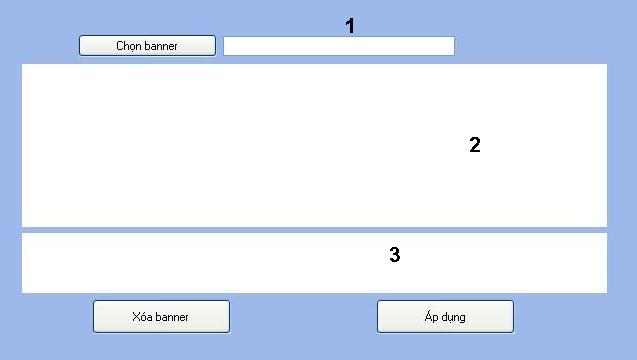 1
Chọn banner
2
3
Xóa banner
Áp dụng